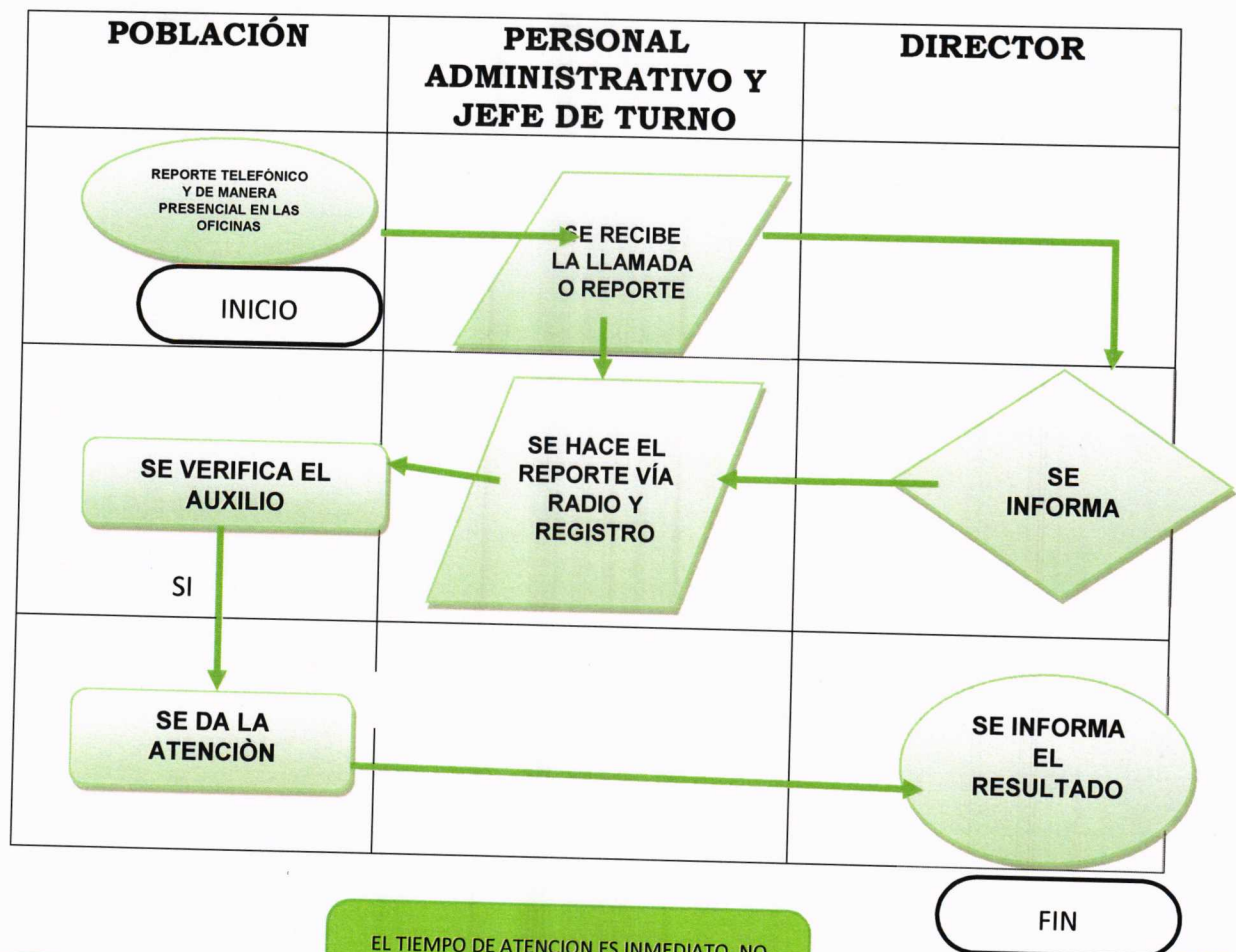 POBLACIÓN
PERSONAL
ADMINISTRATIVO Y
JEFE DE TURNO
DIRECTOR
REPORTE TELEFÒNICO
Y DE MANERA
PRESENCIAL EN LAS
OFICINAS
INICIO
SE RECIBE
LA LLAMADA
O REPORTE
SE VERIFICA EL
AUXILIO
SE HACE EL
REPORTE VÍA
RADIO Y
REGISTRO
SE
INFORMA
SI
SE DA LA
ATENCIÒN
SE INFORMA
EL
RESULTADO
FIN
EL TIEMPO DE ATENCION ES INMEDIATO, NO